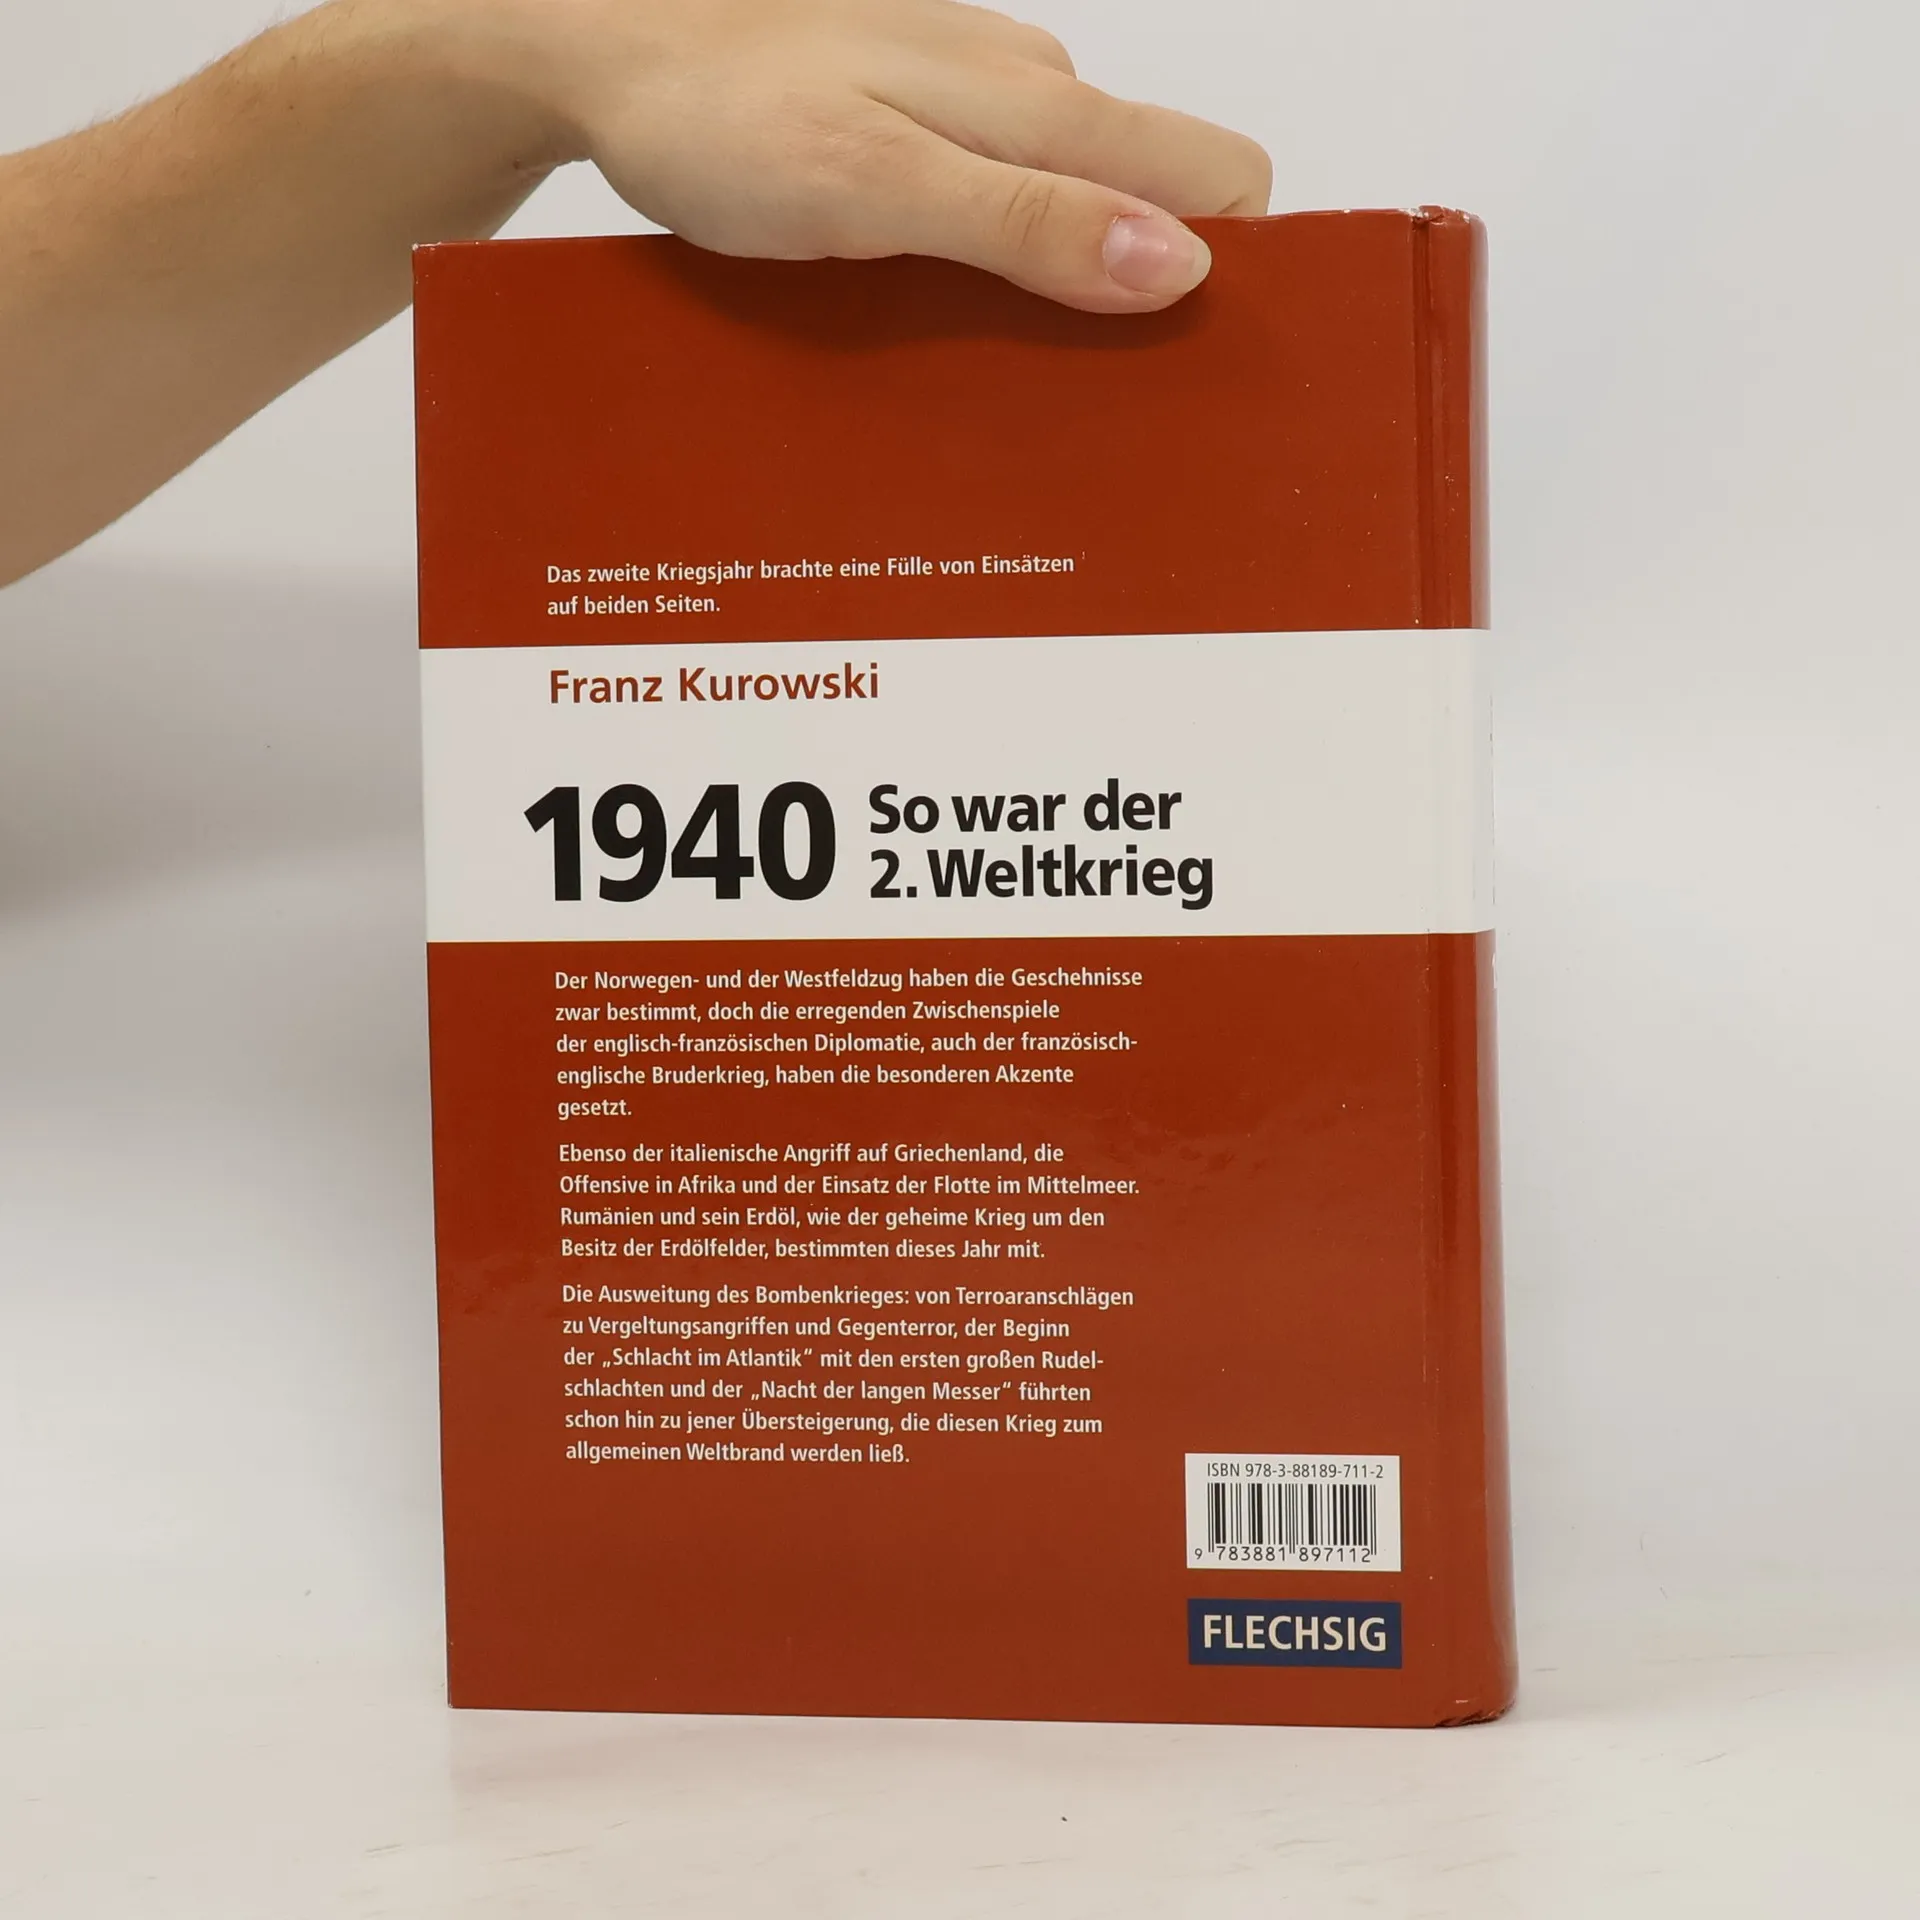 Das zweite Kriegsjahr brachte eine Fülle von Einsätzen
auf beiden Seiten.
Franz Kurowski
1940 So war der
2. Weltkrieg
Der Norwegen- und der Westfeldzug haben die Geschehnisse
zwar bestimmt, doch die erregenden Zwischenspiele
der englisch-französischen Diplomatie, auch der französisch-
englische Bruderkrieg, haben die besonderen Akzente
gesetzt.
Ebenso der italienische Angriff auf Griechenland, die
Offensive in Afrika und der Einsatz der Flotte im Mittelmeer.
Rumänien und sein Erdöl, wie der geheime Krieg um den
Besitz der Erdölfelder, bestimmten dieses Jahr mit.
Die Ausweitung des Bombenkrieges: von Terroaranschlägen
zu Vergeltungsangriffen und Gegenterror, der Beginn
der „Schlacht im Atlantik“ mit den ersten großen Rudel-
schlachten und der „Nacht der langen Messer“ führten
schon hin zu jener Übersteigerung, die diesen Krieg zum
allgemeinen Weltbrand werden ließ.
ISBN 978-3-88189-711-2
9 783881 897112
FLECHSIG